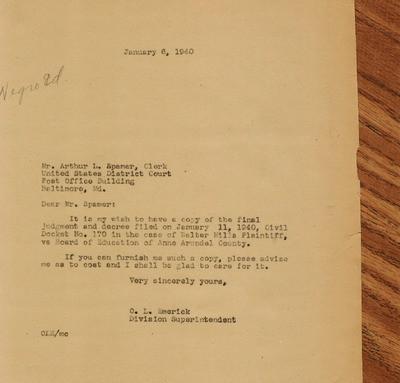 January 6, 1940
Negro Ed.
Mr. Arthur L. Spamer, Clerk
United States District Court
Post Office Building
Baltimore, Md.
Dear Mr. Spamer:
It is my wish to have a copy of the final
judgment and decree filed on January 11, 1940, Civil
Docket No. 170 in the case of Walter Mills Plaintiff,
vs Board of Education of Anne Arundel County.
If you can furnish me such a copy, please advise
me as to cost and I shall be glad to care for it.
Very sincerely yours,
C. L. Emerick
Division Superintendent
CLE/mc